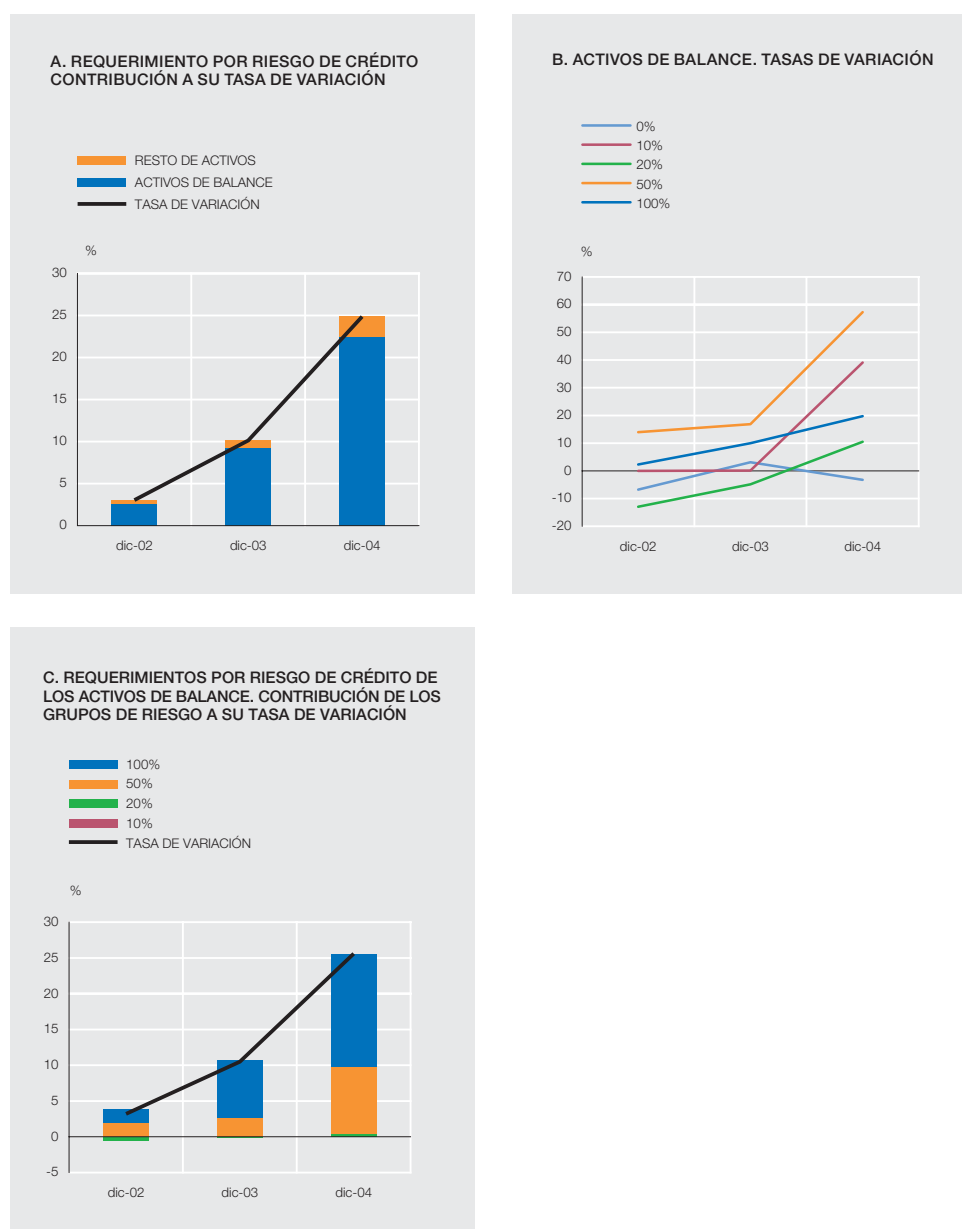 A. REQUERIMIENTO POR RIESGO DE CRÉDITO
CONTRIBUCIÓN A SU TASA DE VARIACIÓN
RESTO DE ACTIVOS
ACTIVOS DE BALANCE
TASA DE VARIACIÓN
%
30
25
20
15
10
5
0
dic-02 dic-03 dic-04
B. ACTIVOS DE BALANCE. TASAS DE VARIACIÓN
0%
10%
20%
50%
100%
%
70
60
50
40
30
20
10
0
-10
-20
dic-02 dic-03 dic-04
C. REQUERIMIENTOS POR RIESGO DE CRÉDITO DE
LOS ACTIVOS DE BALANCE. CONTRIBUCIÓN DE LOS
GRUPOS DE RIESGO A SU TASA DE VARIACIÓN
100%
50%
20%
10%
TASA DE VARIACIÓN
%
30
25
20
15
10
5
0
-5
dic-02 dic-03 dic-04